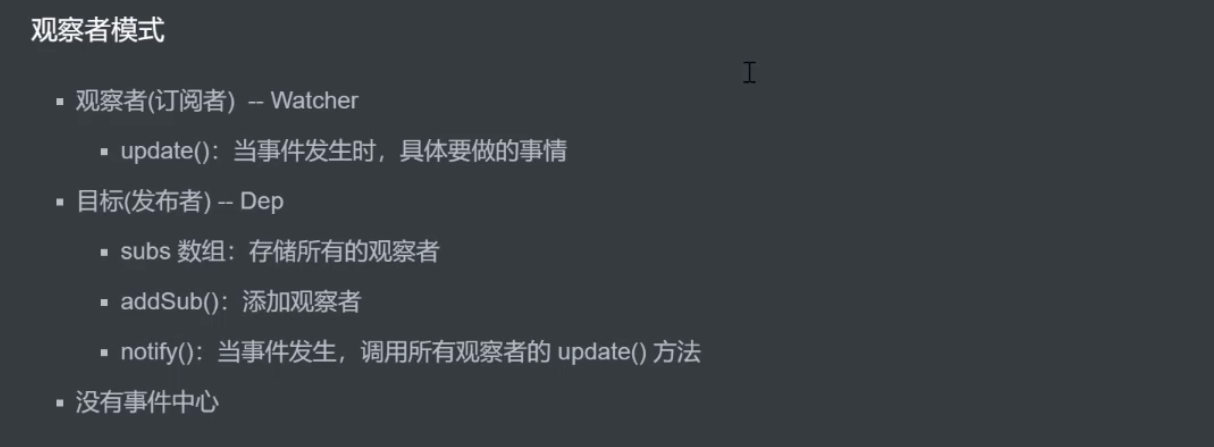 观察者模式
观察者(订阅者) -- Watcher
update()：当事件发生时，具体要做的事情
目标(发布者) -- Dep
subs 数组：存储所有的观察者
addSub()：添加观察者
notify()：当事件发生，调用所有观察者的 update() 方法
没有事件中心